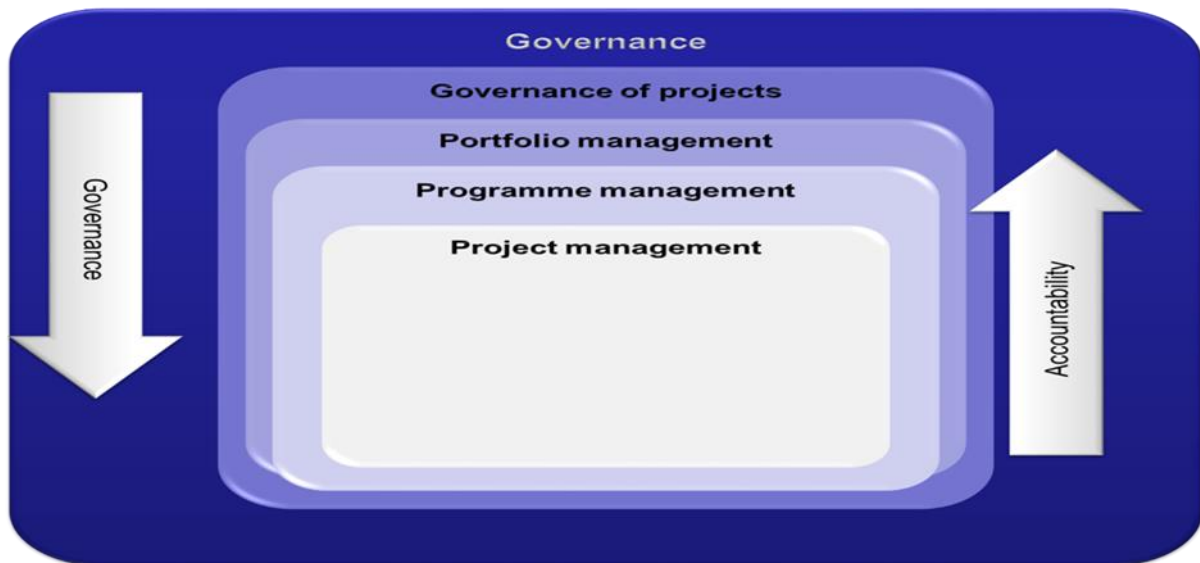 Governance
Governance of projects
Portfolio management
Programme management
Project management
Governance
Accountability